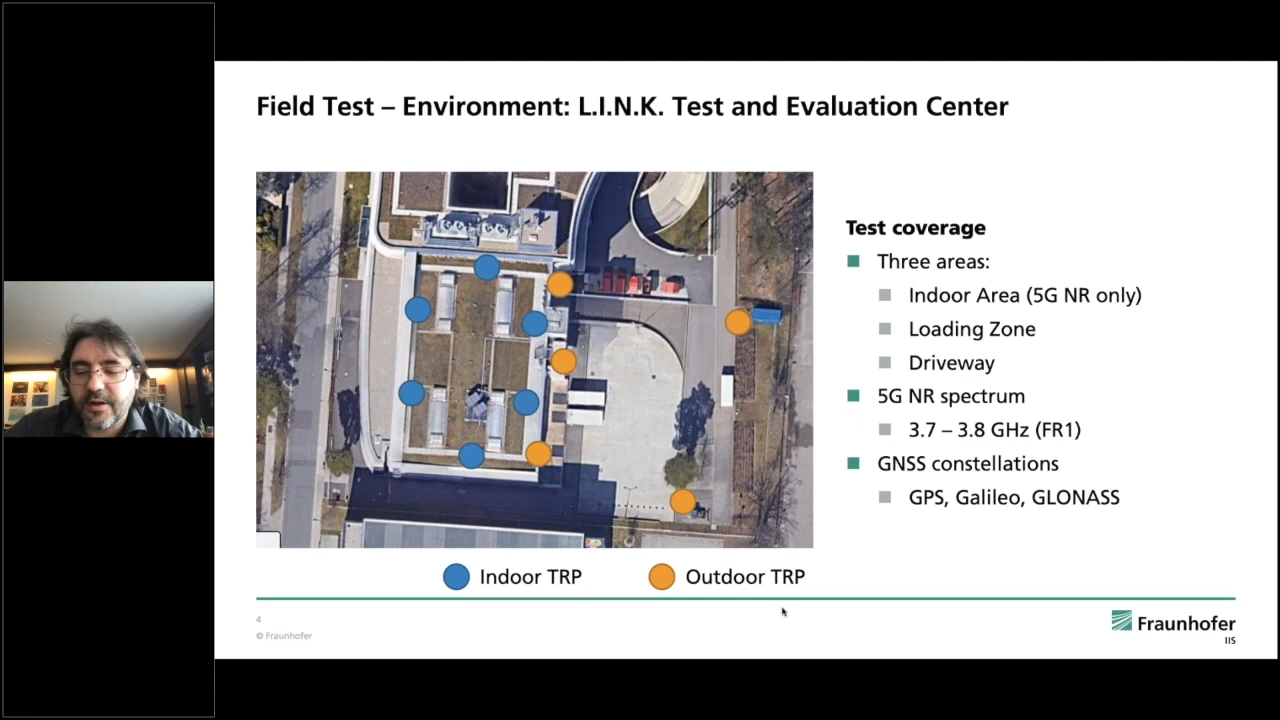 Field Test – Environment: L.I.N.K. Test and Evaluation Center
Test coverage
Three areas:
Indoor Area (5G NR only)
Loading Zone
Driveway
5G NR spectrum
3.7 – 3.8 GHz (FR1)
GNSS constellations
GPS, Galileo, GLONASS
Indoor TRP
Outdoor TRP
4
© Fraunhofer
Fraunhofer
IIS